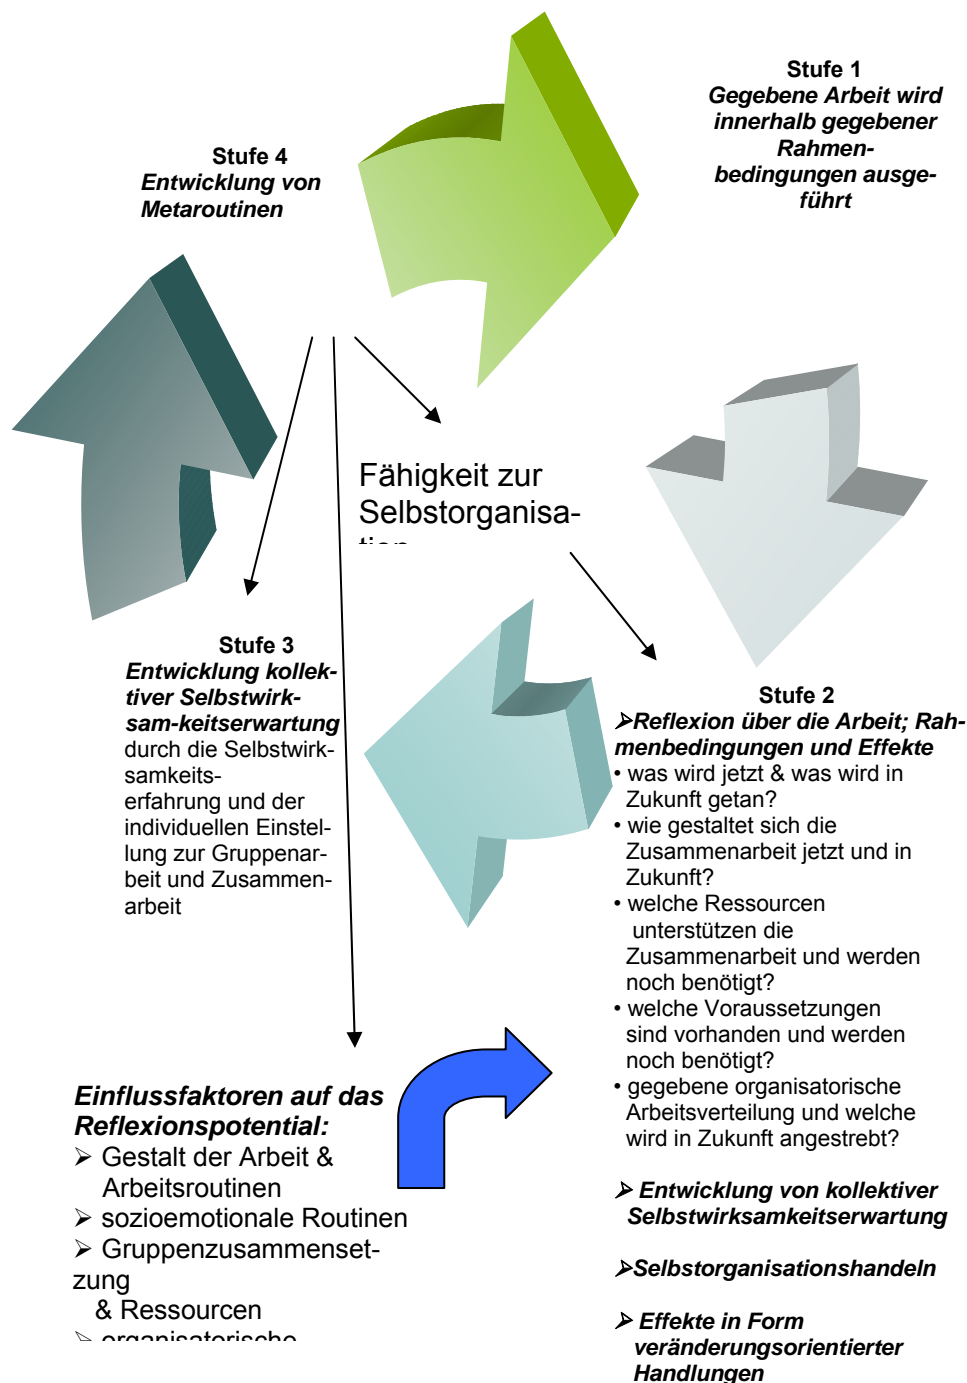 Stufe 1
Gegebene Arbeit wird
innerhalb gegebener
Rahmen-
bedingungen ausge-
führt
Stufe 4
Entwicklung von
Metaroutinen
Fähigkeit zur
Selbstorganisa-
tion
Stufe 3
Entwicklung kollek-
tiver Selbstwirk-
sam-keitserwartung
durch die Selbstwirk-
samkeits-
erfahrung und der
individuellen Einstel-
lung zur Gruppenar-
beit und Zusammen-
arbeit
Stufe 2
➢Reflexion über die Arbeit; Rah-
menbedingungen und Effekte
• was wird jetzt & was wird in
Zukunft getan?
• wie gestaltet sich die
Zusammenarbeit jetzt und in
Zukunft?
• welche Ressourcen
unterstützen die
Zusammenarbeit und werden
noch benötigt?
• welche Voraussetzungen
sind vorhanden und werden
noch benötigt?
• gegebene organisatorische
Arbeitsverteilung und welche
wird in Zukunft angestrebt?
➢ Entwicklung von kollektiver
Selbstwirksamkeitserwartung
➢Selbstorganisationshandeln
➢ Effekte in Form
veränderungsorientierter
Handlungen
Einflussfaktoren auf das
Reflexionspotential:
➢ Gestalt der Arbeit &
Arbeitsroutinen
➢ sozioemotionale Routinen
➢ Gruppenzusammenset-
zung
& Ressourcen
➢ organisatorische